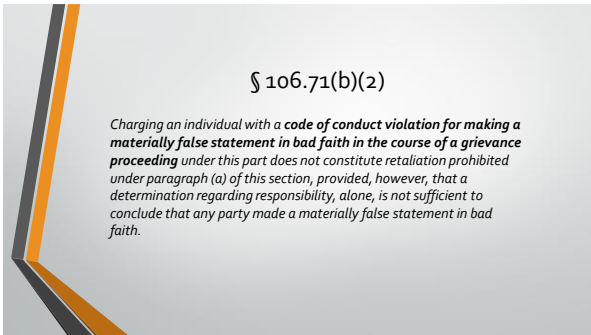 § 106.71(b)(2)
Charging an individual with a code of conduct violation for making a
materially false statement in bad faith in the course of a grievance
proceeding under this part does not constitute retaliation prohibited
under paragraph (a) of this section, provided, however, that a
determination regarding responsibility, alone, is not sufficient to
conclude that any party made a materially false statement in bad
faith.